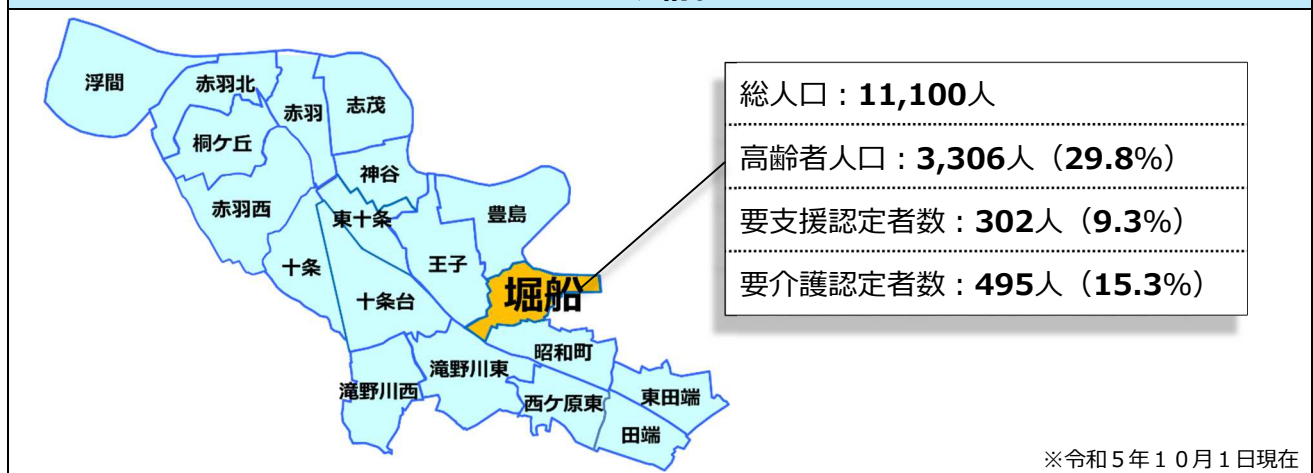 浮間
赤羽北
赤羽
志茂
桐ケ丘
神谷
赤羽西
東十条
豊島
十条
王子
十条台
堀船
昭和町
滝野川東
滝野川西
西ケ原東
東田端
田端
総人口：11,100人
高齢者人口：3,306人（29.8%）
要支援認定者数：302人（9.3%）
要介護認定者数：495人（15.3%）
※令和５年１０月１日現在